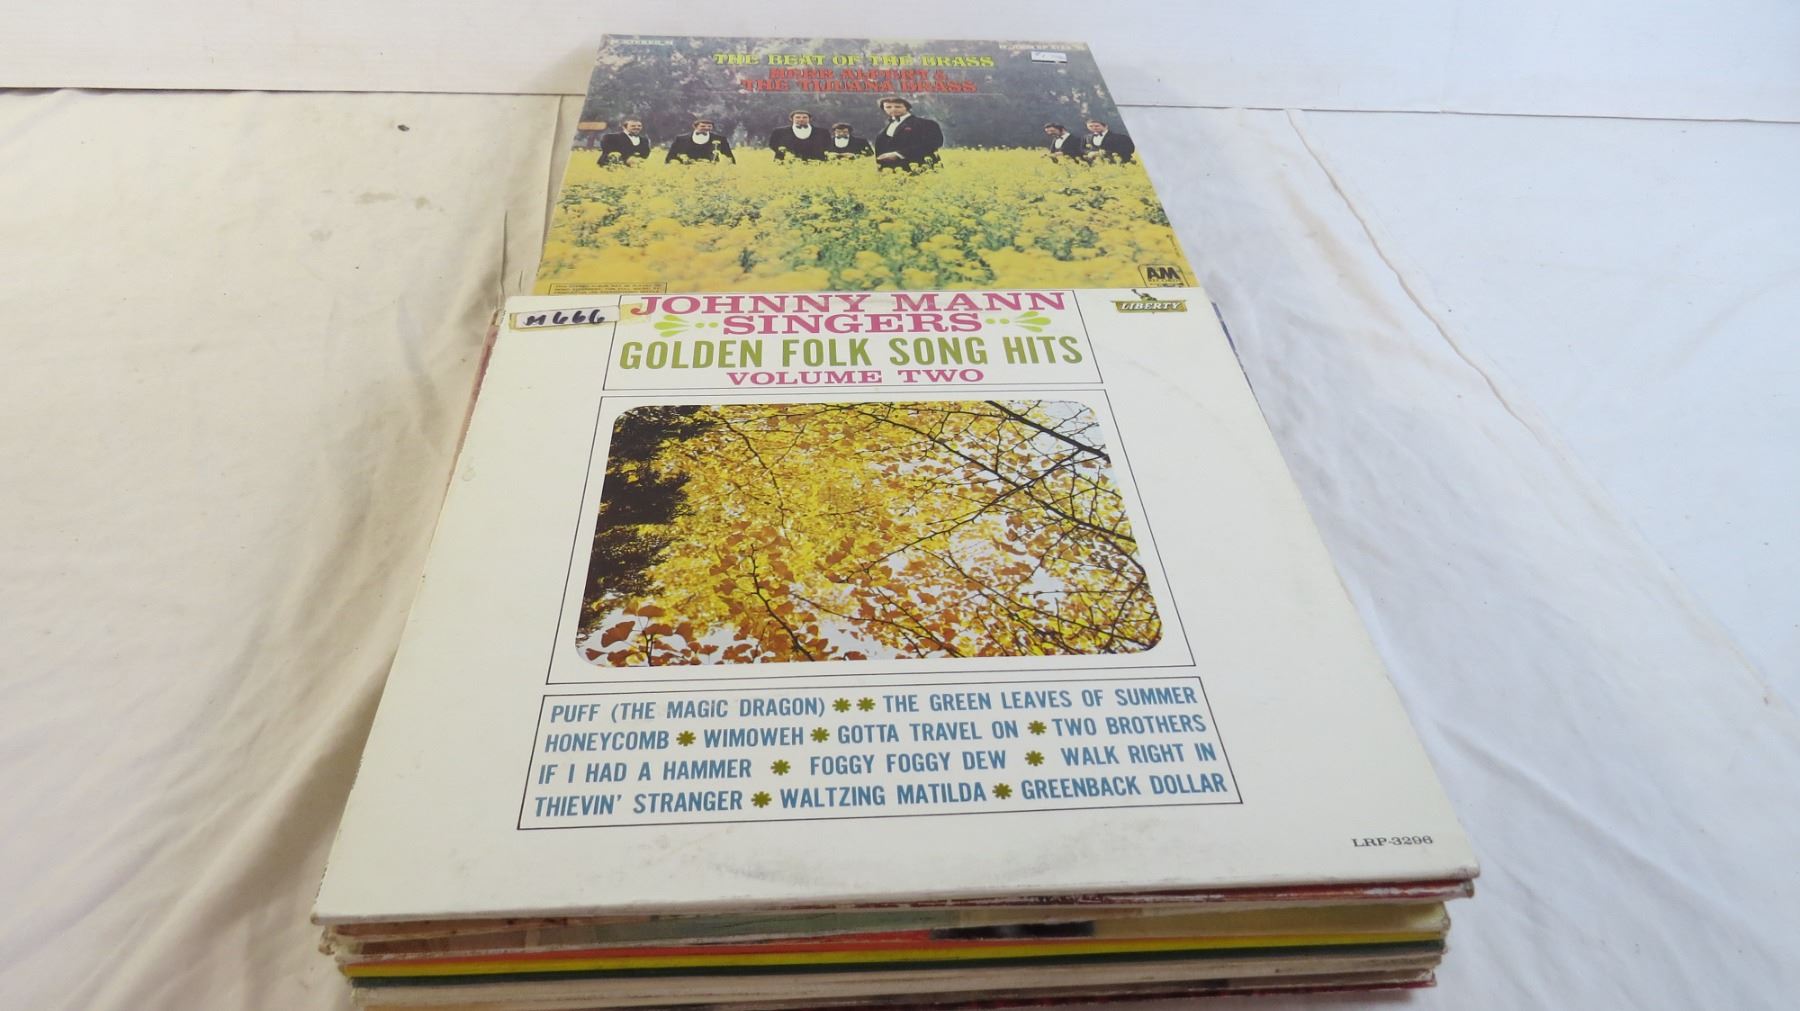 STEREO
THE BEAT OF THE BRASS
HERB ALPERT &
THE TIJUANA BRASS
A&M
M666
JOHNNY MANN
SINGERS
GOLDEN FOLK SONG HITS
VOLUME TWO
LIBERTY
PUFF (THE MAGIC DRAGON) ✱ ✱ THE GREEN LEAVES OF SUMMER
HONEYCOMB ✱ WIMOWEH ✱ GOTTA TRAVEL ON ✱ TWO BROTHERS
IF I HAD A HAMMER ✱ FOGGY FOGGY DEW ✱ WALK RIGHT IN
THIEVIN' STRANGER ✱ WALTZING MATILDA ✱ GREENBACK DOLLAR
LRP-3296